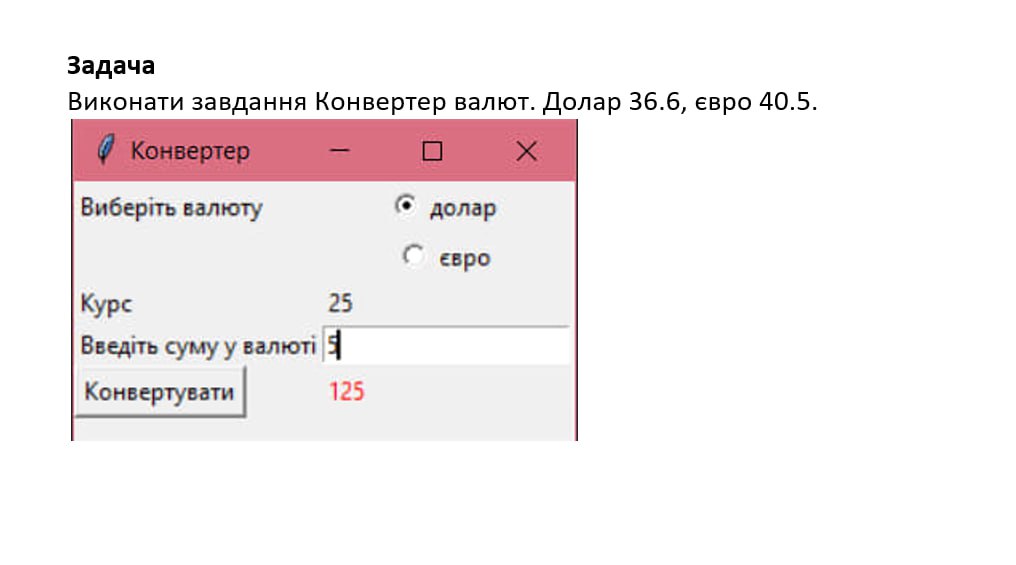 Задача
Виконати завдання Конвертер валют. Долар 36.6, євро 40.5.
Конвертер
Виберіть валюту долар
євро
Курс 25
Введіть суму у валюті 5
Конвертувати 125